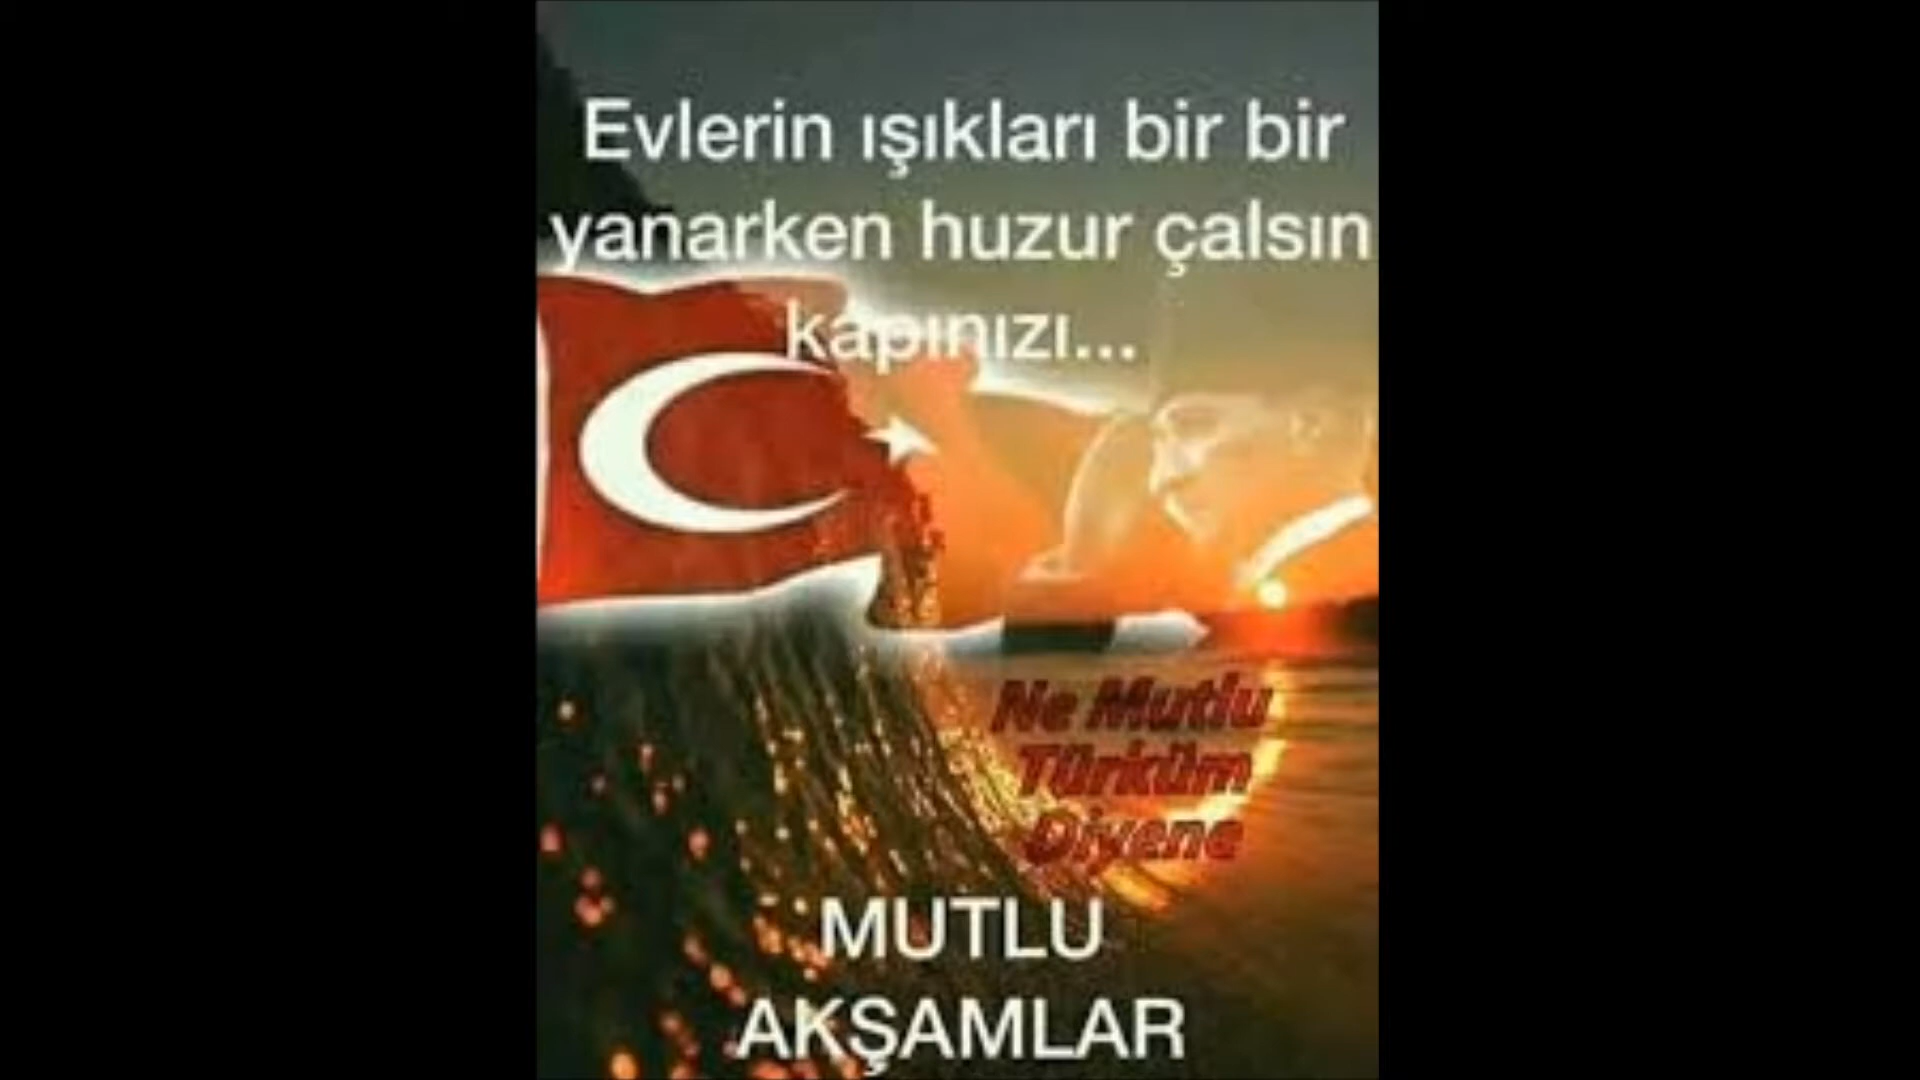 Evlerin ışıkları bir bir
yanarken huzur çalsın
kapınızı...
Ne Mutlu
Türküm
Diyene
MUTLU
AKŞAMLAR